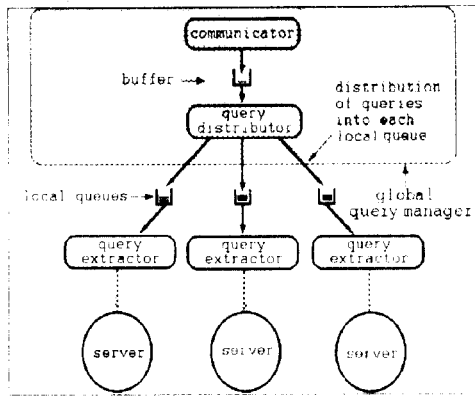 communicator
buffer
query
distributor
distribution
of queries
into each
local queue
local queues
global
query manager
query
extractor
query
extractor
query
extractor
server
server
server